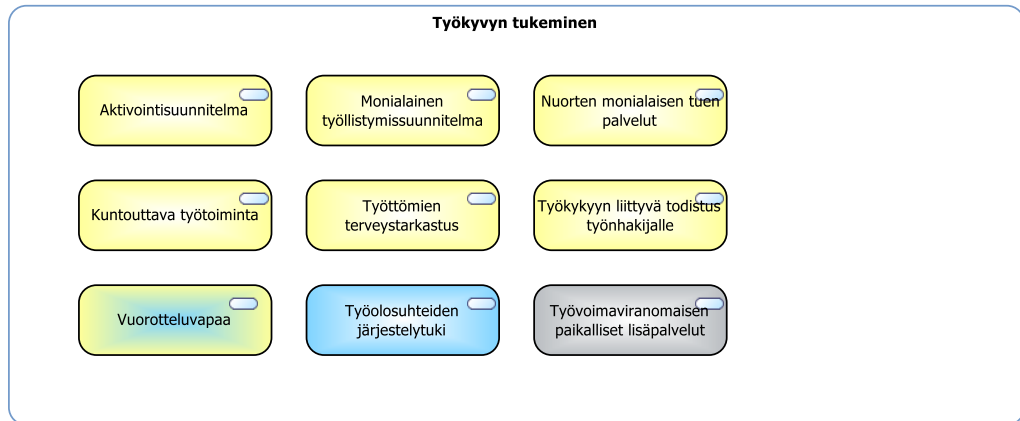 Työkyvyn tukeminen
Aktivointisuunnitelma
Monialainen
työllistymissuunnitelma
Nuorten monialaisen tuen
palvelut
Kuntouttava työtoiminta
Työttömien
terveystarkastus
Työkykyyn liittyvä todistus
työnhakijalle
Vuorotteluvapaa
Työolosuhteiden
järjestelytuki
Työvoimaviranomaisen
paikalliset lisäpalvelut